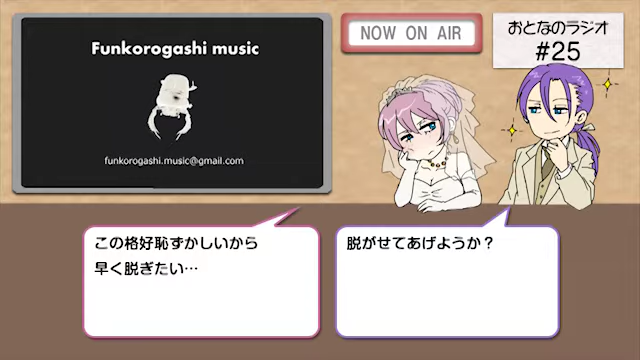 Funkorogashi music
funkorogashi.music@gmail.com
NOW ON AIR
おとなのラジオ
#25
この格好恥ずかしいから
早く脱ぎたい…
脱がせてあげようか？